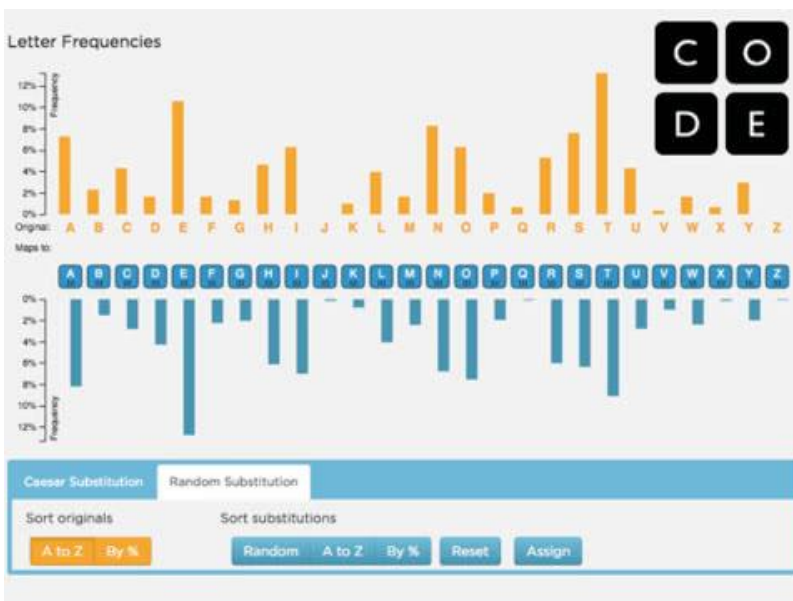 Letter Frequencies
C O
D E
12%
10%
8%
6%
4%
2%
0%
Frequency
Original: A B C D E F G H I J K L M N O P Q R S T U V W X Y Z
Maps to:
A B C D E F G H I J K L M N O P Q R S T U V W X Y Z
0%
2%
4%
6%
8%
10%
12%
Frequency
Caesar Substitution Random Substitution
Sort originals Sort substitutions
A to Z By % Random A to Z By % Reset Assign